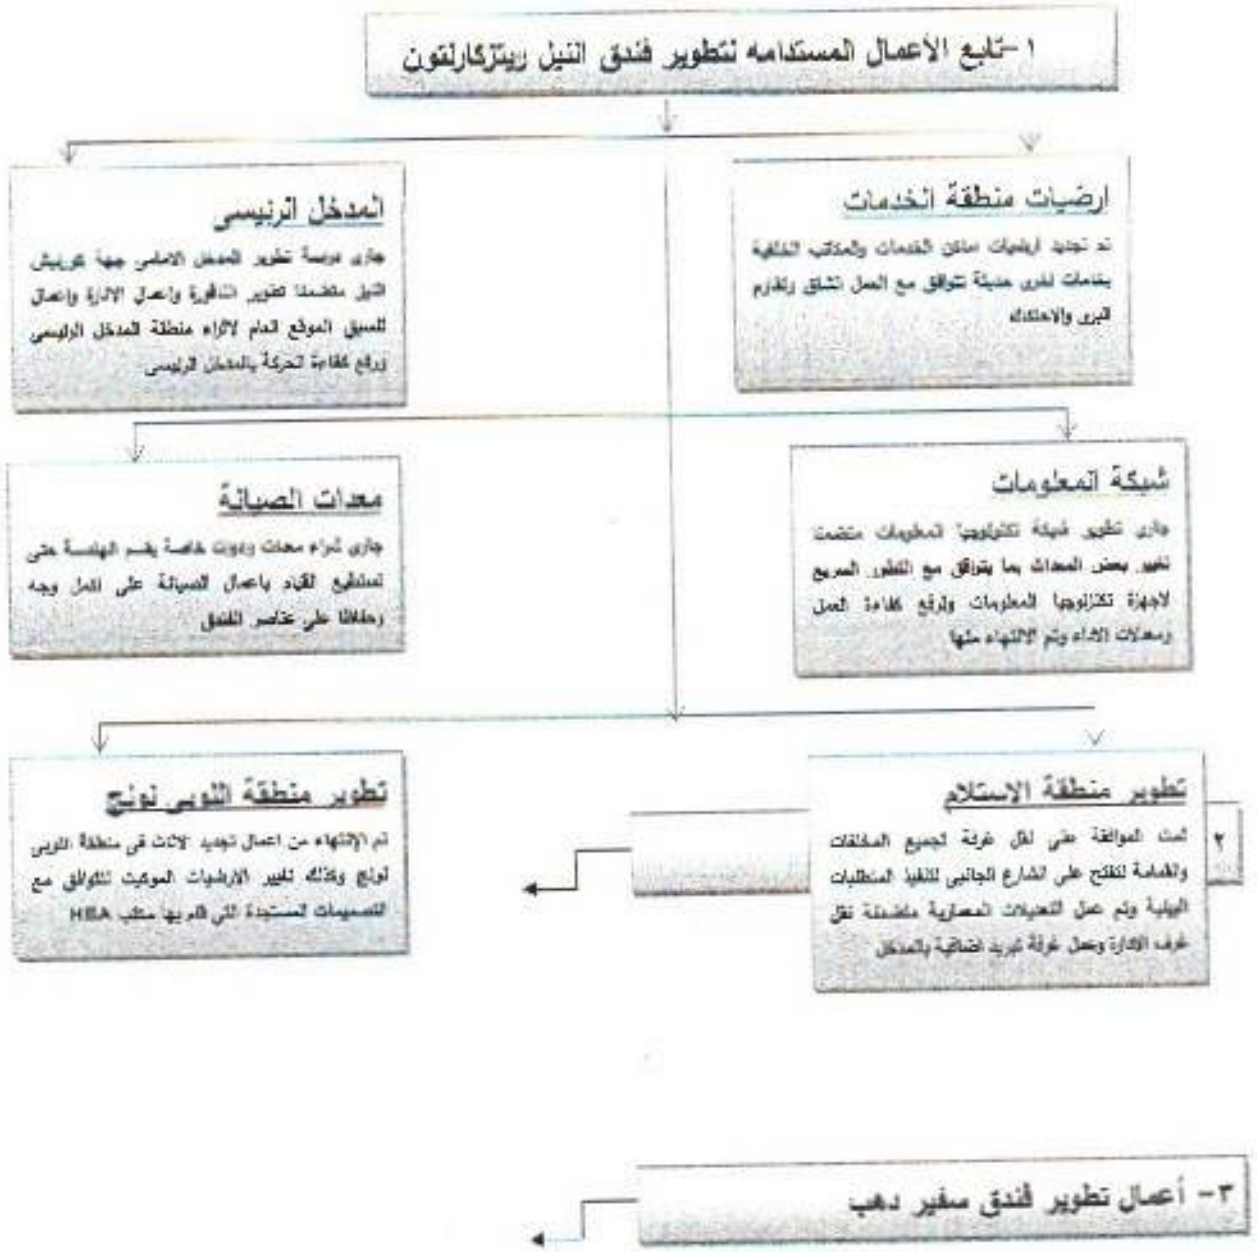 ١-تابع الأعمال المستدامه لتطوير فندق النيل ريتزكارلتون
ارضيات منطقة الخدمات
تم تجديد ارضيات اماكن الخدمات والمكاتب الخلفية
بخامات اخرى حديثة تتوافق مع العمل الشاق وتقاوم
البرى والاحتكاك
المدخل الرئيسى
جارى دراسة تطوير المدخل الامامى جهة كورنيش
النيل متضمنا تطوير النافورة واعمال الانارة واعمال
تنسيق الموقع العام لاثراء منطقة المدخل الرئيسى
ورفع كفاءة الحركة بالمدخل الرئيسى
شبكة المعلومات
جارى تطوير شبكة تكنولوجيا المعلومات متضمنا
تغيير بعض المعدات بما يتوافق مع التطور السريع
لاجهزة تكنولوجيا المعلومات ولرفع كفاءة العمل
ومعدلات الاداء وتم الانتهاء منها
معدات الصيانة
جارى شراء معدات وادوات خاصة بقسم الهندسة حتى
تستطيع القيام باعمال الصيانة على اكمل وجه
وحفاظا على عناصر الفندق
تطوير منطقة الاستلام
تمت الموافقة على نقل غرفة تجميع المخلفات
والقمامة لتفتح على الشارع الجانبى لتنفيذ المتطلبات
البيئية وتم عمل التعديلات المعمارية متضمنة نقل
غرف الادارة وعمل غرفة تبريد اضافية بالمدخل
تطوير منطقة اللوبى لونج
تم الإنتهاء من اعمال تجديد الاثاث فى منطقة اللوبى
لونج وكذلك تغيير الارضيات الموكيت لتتوافق مع
التصميمات المستجدة التى قام بها مكتب HBA
٢
٣- أعمال تطوير فندق سفير دهب